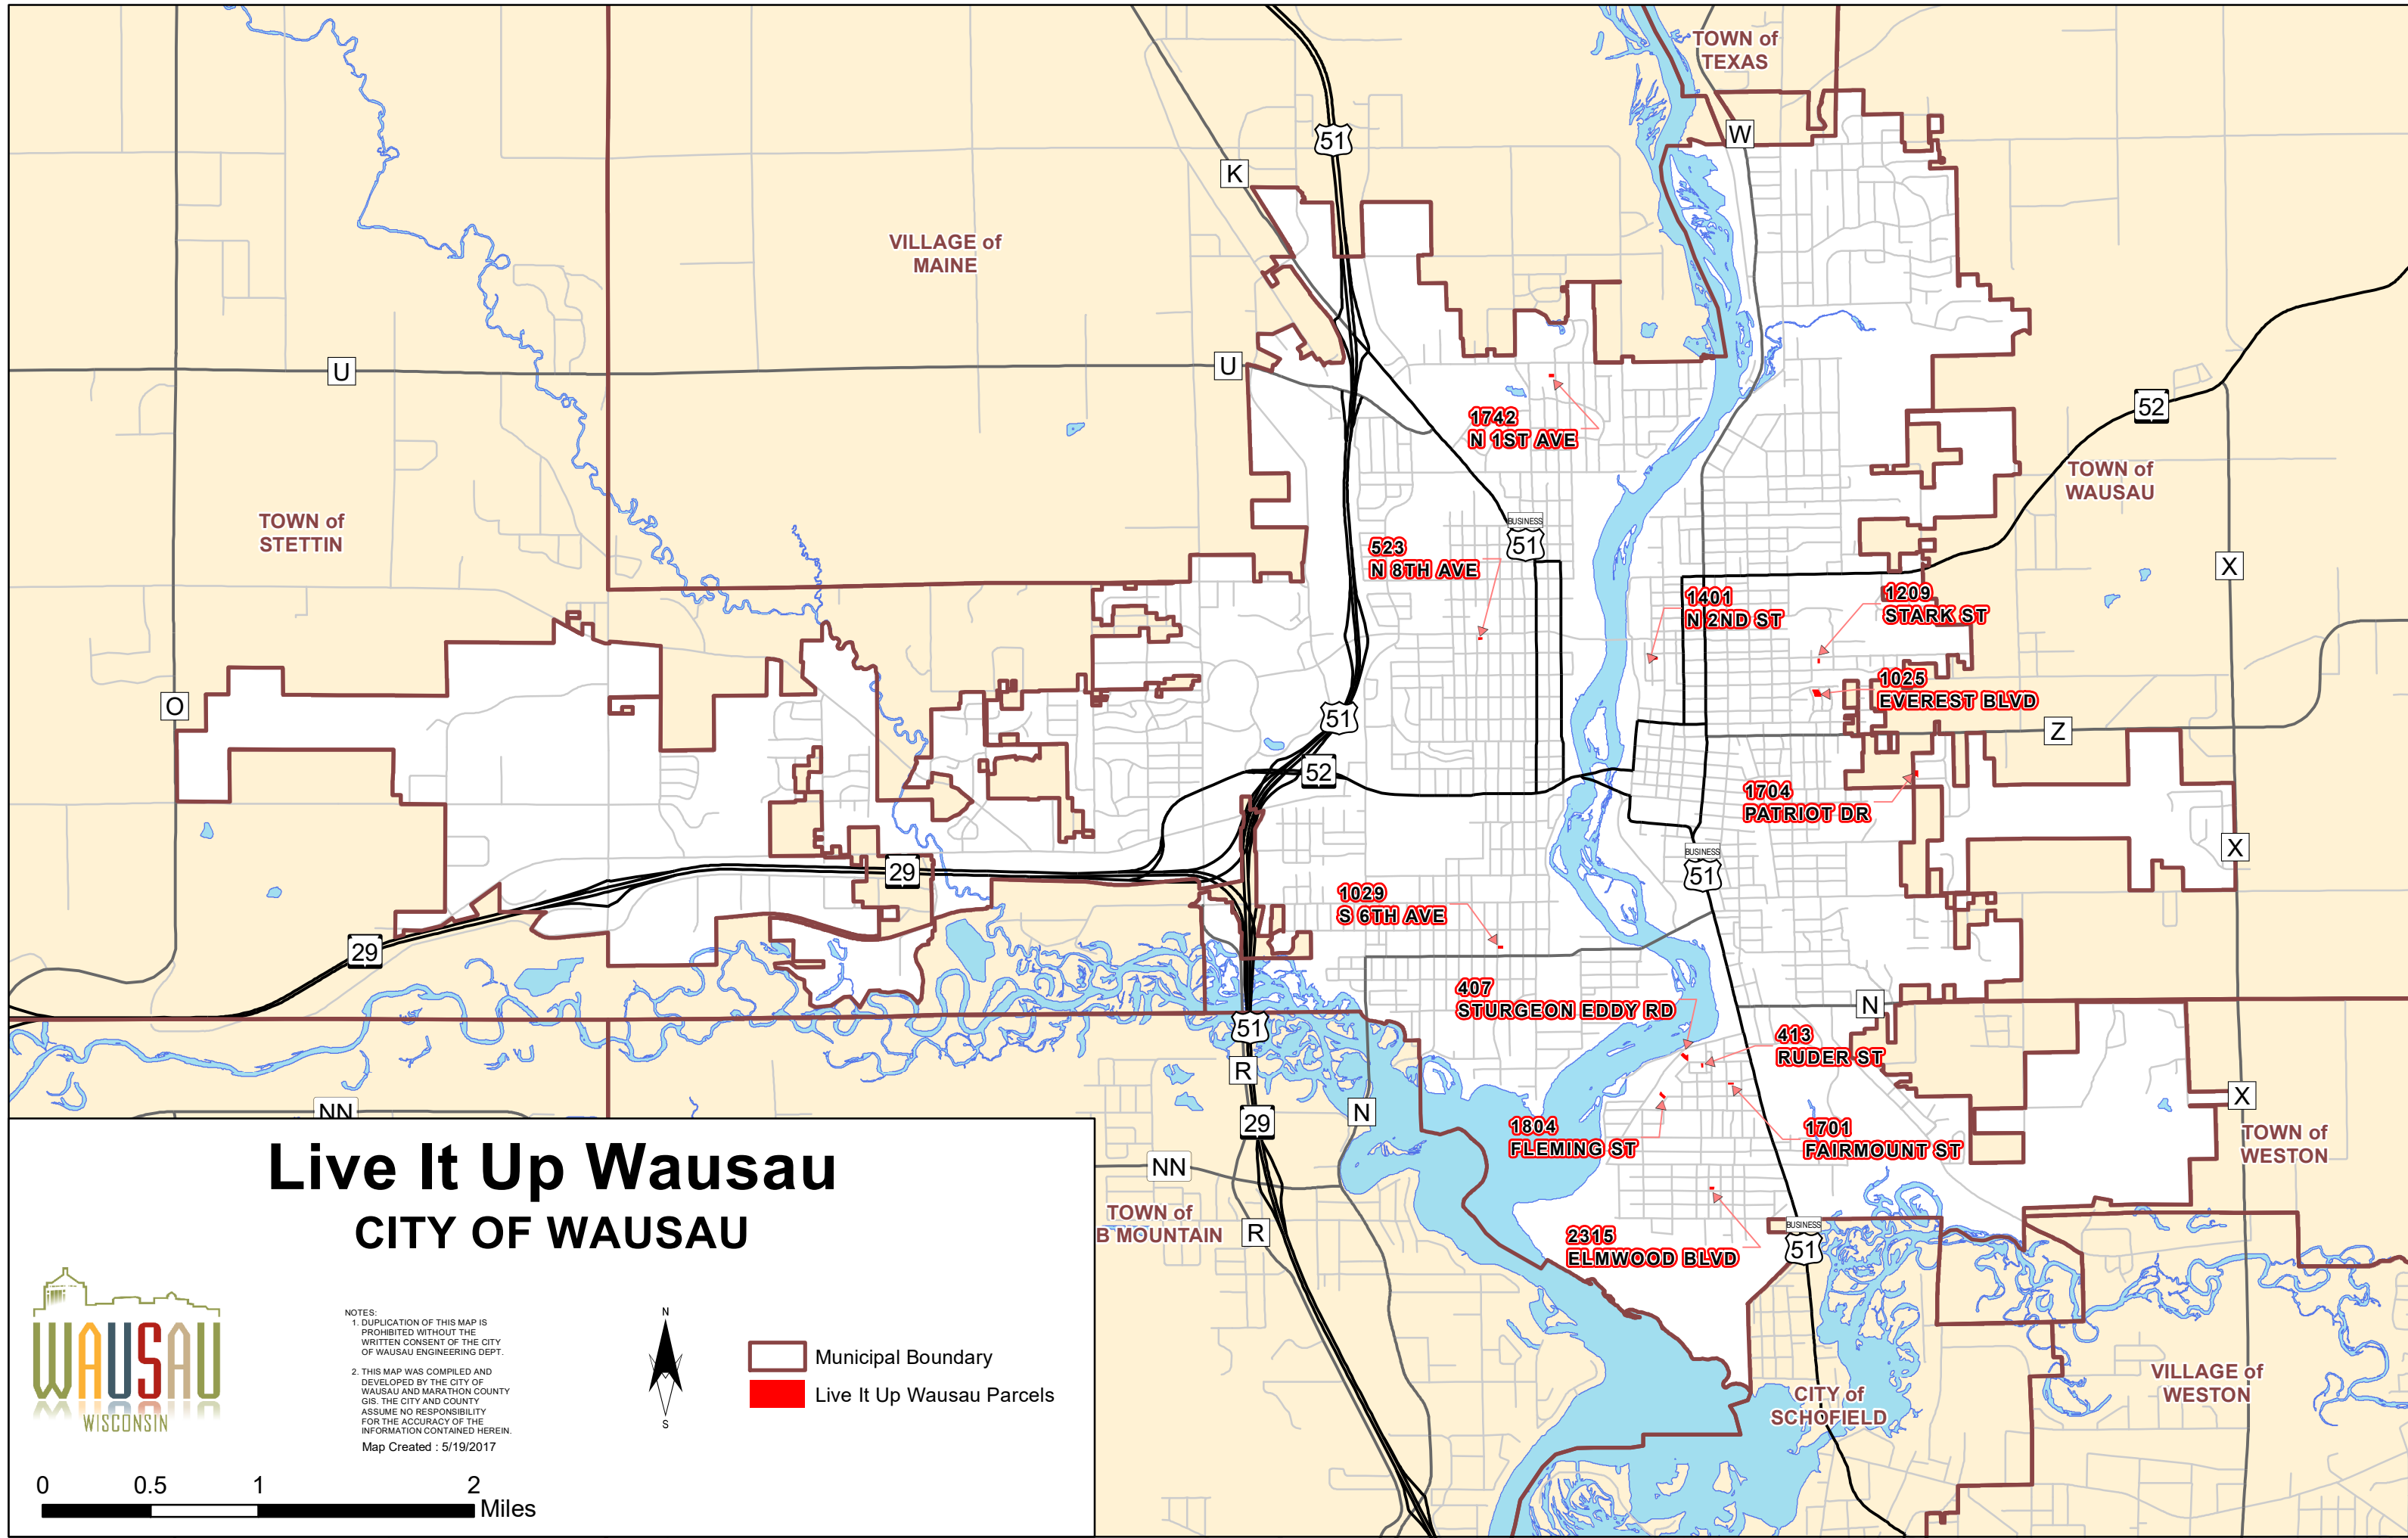 TOWN of
TEXAS
W
51
K
VILLAGE of
MAINE
U
U
52
1742
N 1ST AVE
TOWN of
WAUSAU
TOWN of
STETTIN
BUSINESS
51
523
N 8TH AVE
X
1401
N 2ND ST
1209
STARK ST
1025
EVEREST BLVD
O
51
Z
52
1704
PATRIOT DR
X
BUSINESS
51
29
1029
S 6TH AVE
29
407
STURGEON EDDY RD
N
51
413
RUDER ST
R
X
NN
N
29
1804
FLEMING ST
1701
FAIRMOUNT ST
TOWN of
WESTON
NN
TOWN of
B MOUNTAIN
R
BUSINESS
51
2315
ELMWOOD BLVD
VILLAGE of
WESTON
CITY of
SCHOFIELD
Live It Up Wausau
CITY OF WAUSAU
WAUSAU
WISCONSIN
NOTES:
1. DUPLICATION OF THIS MAP IS
PROHIBITED WITHOUT THE
WRITTEN CONSENT OF THE CITY
OF WAUSAU ENGINEERING DEPT.
2. THIS MAP WAS COMPILED AND
DEVELOPED BY THE CITY OF
WAUSAU AND MARATHON COUNTY
GIS. THE CITY AND COUNTY
ASSUME NO RESPONSIBILITY
FOR THE ACCURACY OF THE
INFORMATION CONTAINED HEREIN.
Map Created : 5/19/2017
N
S
Municipal Boundary
Live It Up Wausau Parcels
0 0.5 1 2
Miles